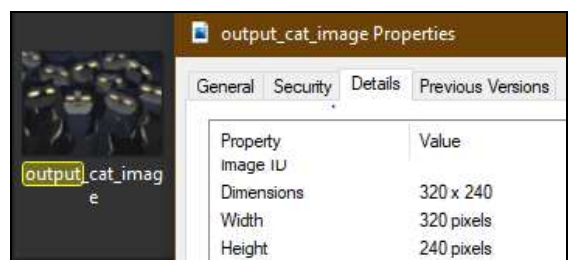 output_cat_imag
e
output_cat_image Properties
General Security Details Previous Versions
Property Value
Image ID
Dimensions 320 x 240
Width 320 pixels
Height 240 pixels